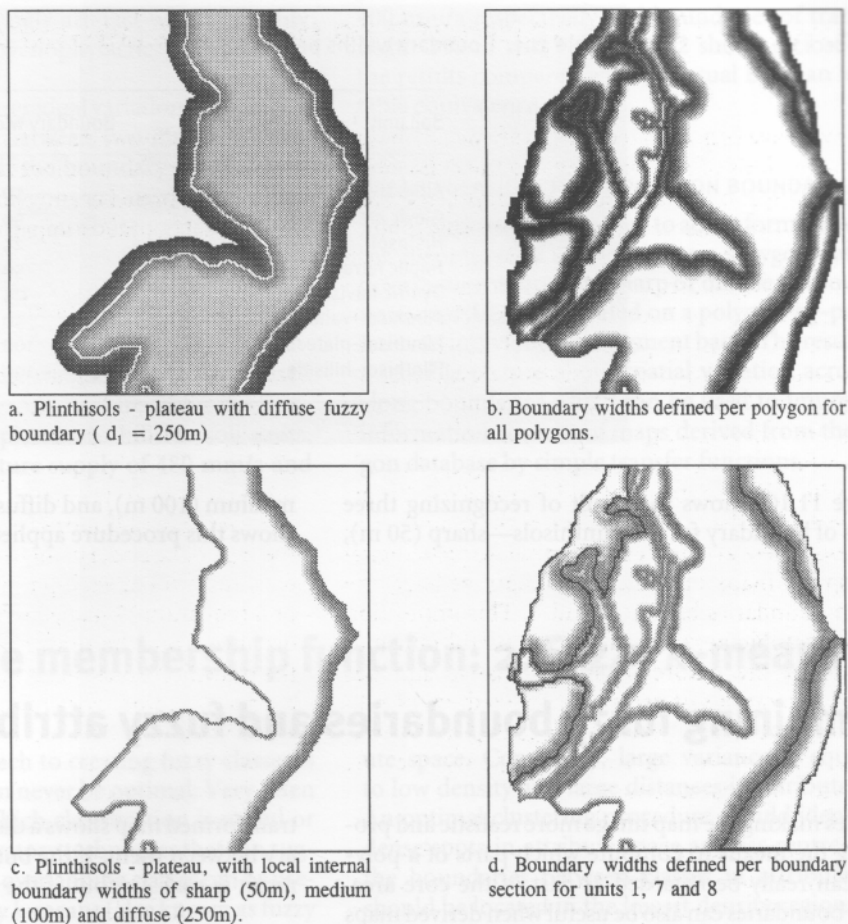 a. Plinthisols - plateau with diffuse fuzzy
boundary ( d₁ = 250m)
b. Boundary widths defined per polygon for
all polygons.
c. Plinthisols - plateau, with local interpreted
boundary widths of sharp (50m), medium
(100m) and diffuse (250m).
d. Boundary widths defined per boundary
section for units 1, 7 and 8